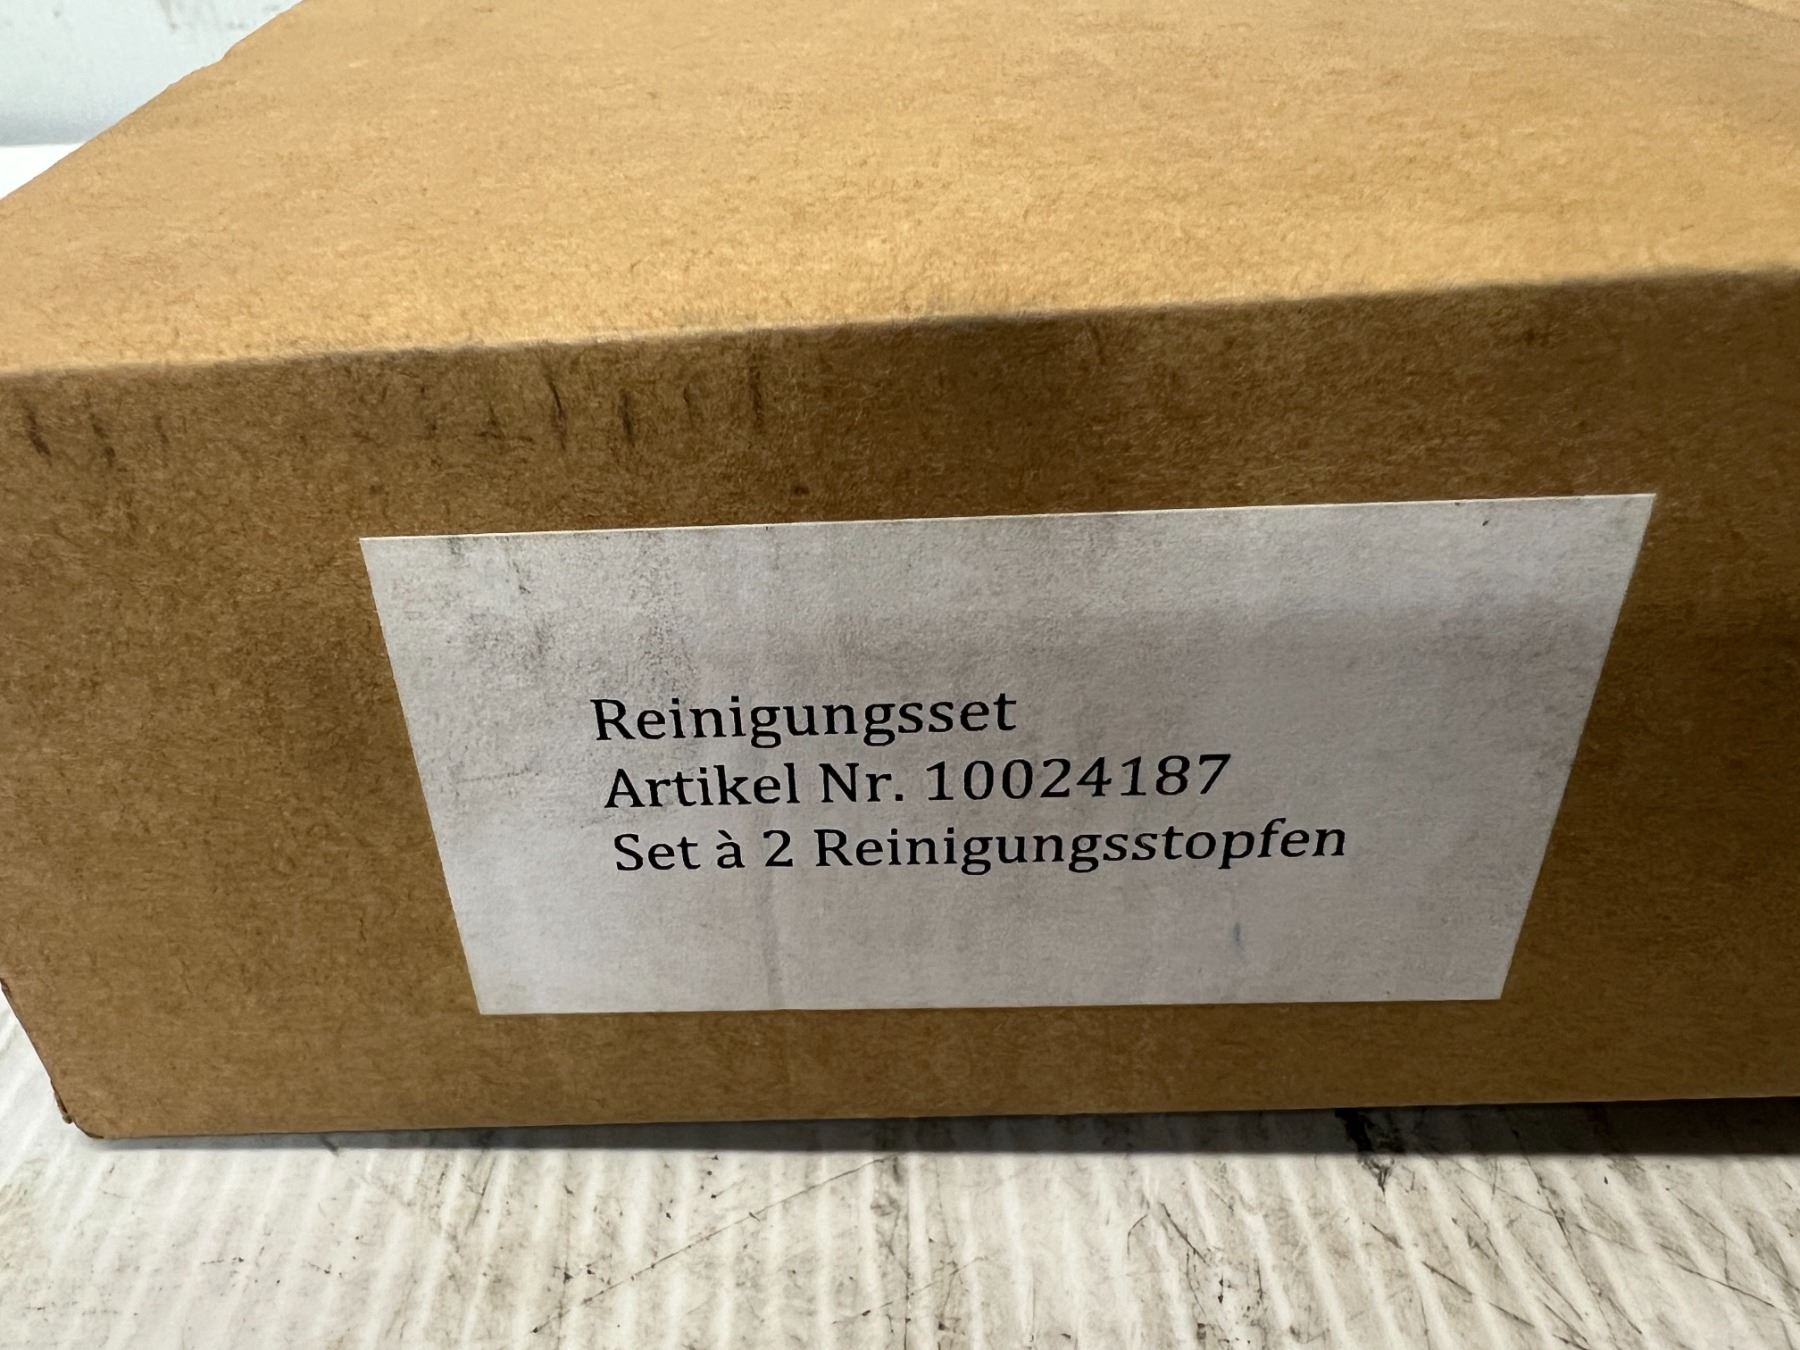 Reinigungsset
Artikel Nr. 10024187
Set à 2 Reinigungsstopfen